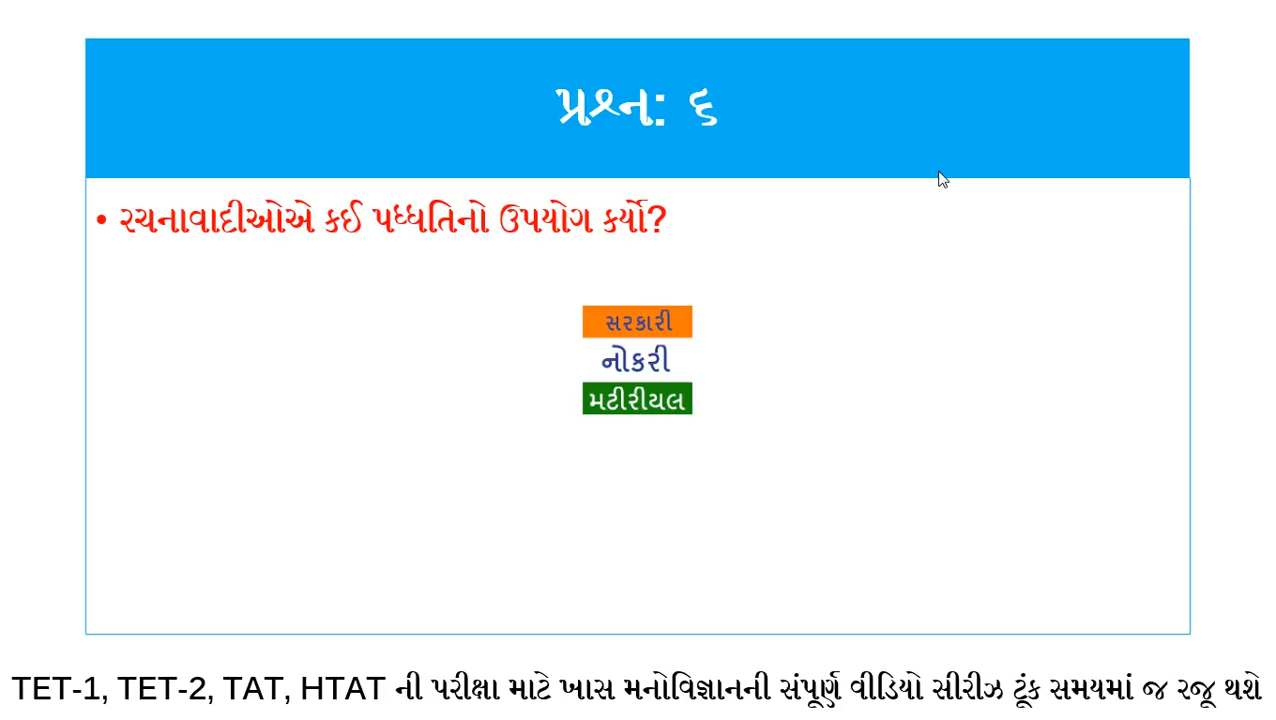 પ્રશ્ન: ૬
• રચનાવાદીઓએ કઈ પધ્ધતિનો ઉપયોગ કર્યો?
સરકારી
નોકરી
મટીરીયલ
TET-1, TET-2, TAT, HTAT ની પરીક્ષા માટે ખાસ મનોવિજ્ઞાનની સંપૂર્ણ વીડિયો સીરીઝ ટૂંક સમયમાં જ રજૂ થશે